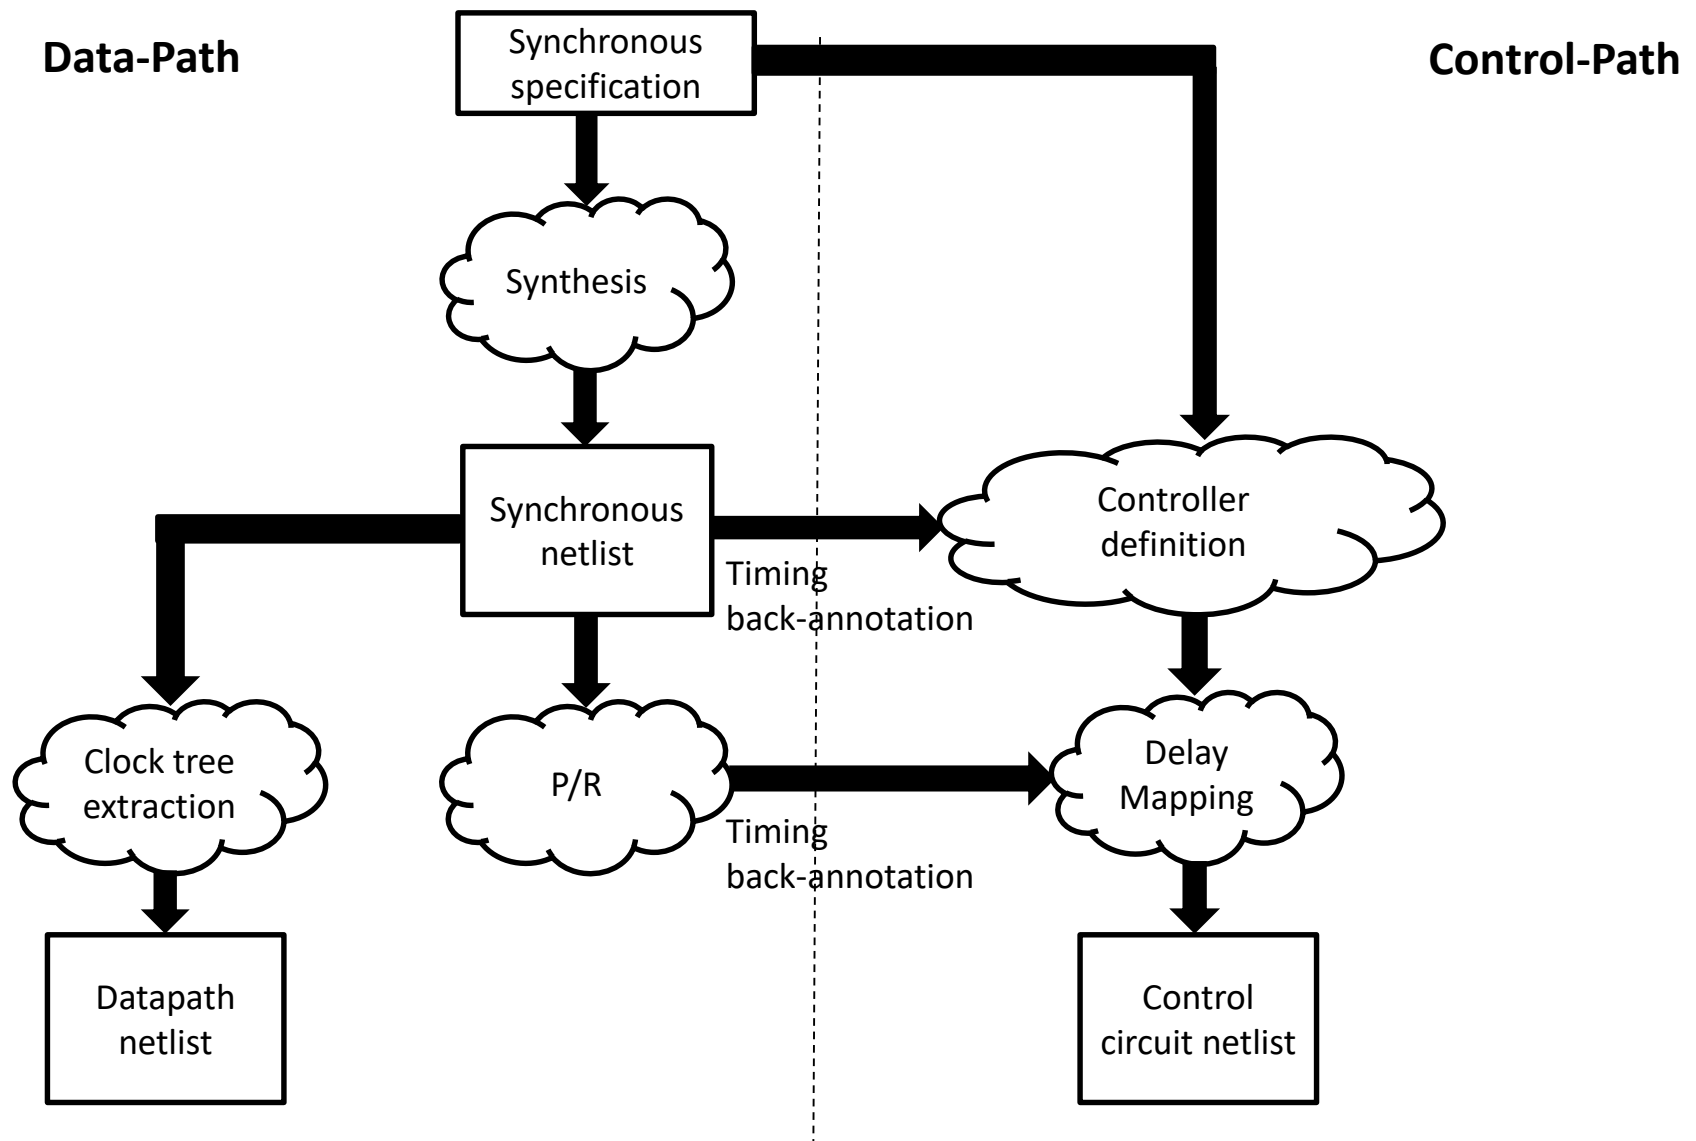 Data-Path
Synchronous
specification
Control-Path
Synthesis
Synchronous
netlist
Controller
definition
Timing
back-annotation
Clock tree
extraction
P/R
Delay
Mapping
Timing
back-annotation
Datapath
netlist
Control
circuit netlist